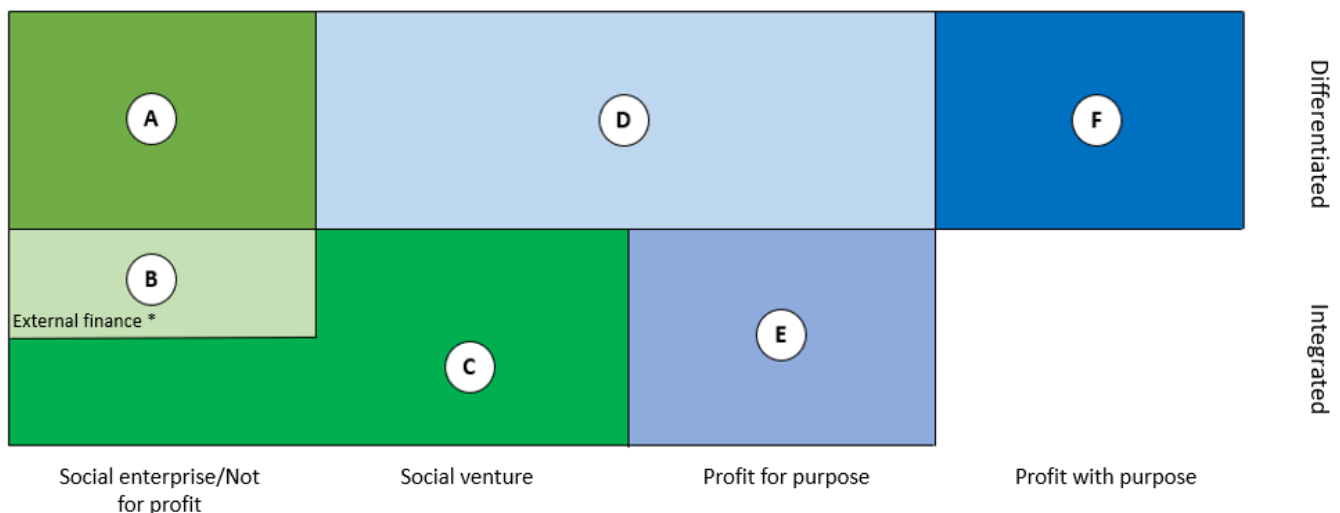 A
D
F
Differentiated
B
External finance *
C
E
Integrated
Social enterprise/Not
for profit
Social venture
Profit for purpose
Profit with purpose